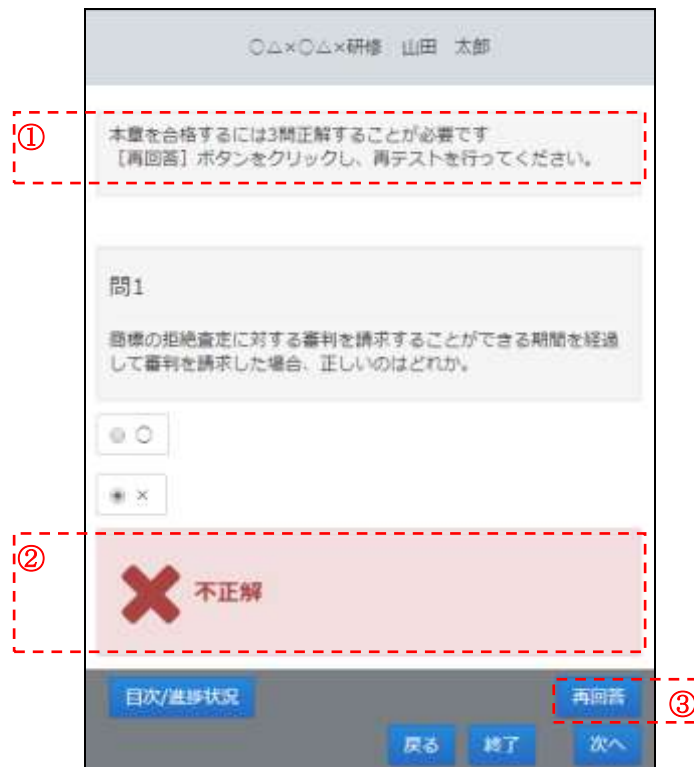 ○△×○△×研修 山田 太郎
①
本章を合格するには3問正解することが必要です
［再回答］ボタンをクリックし、再テストを行ってください。
問1
商標の拒絶査定に対する審判を請求することができる期間を経過
して審判を請求した場合、正しいのはどれか。
○
×
②
不正解
目次/進捗状況
再回答
③
戻る 終了 次へ